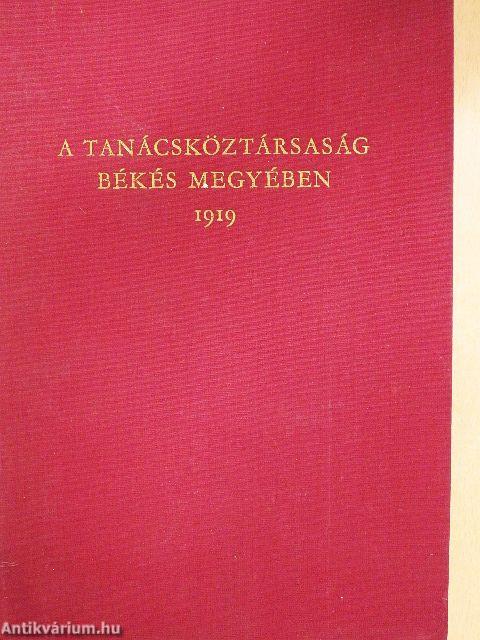 A TANÁCSKÖZTÁRSASÁG
BÉKÉS MEGYÉBEN
1919
Antikvárium.hu